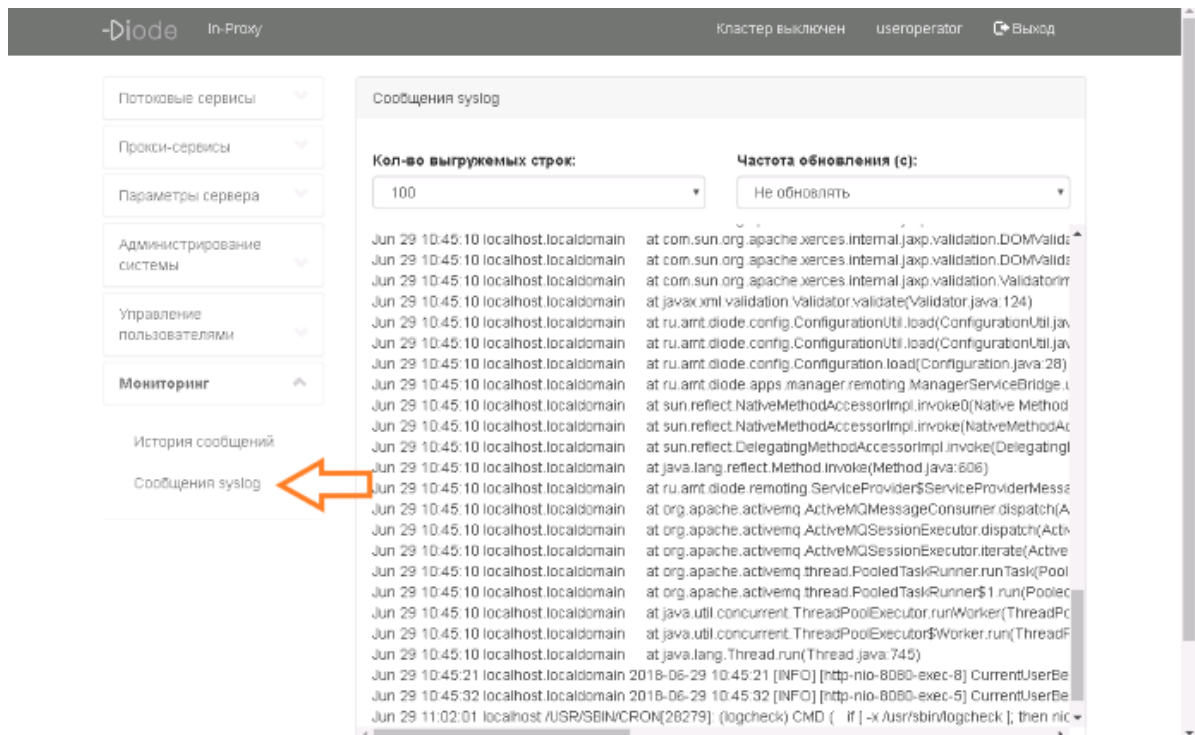 -Diode In-Proxy Кластер выключен useroperator Выход
Потоковые сервисы
Прокси-сервисы
Параметры сервера
Администрирование
системы
Управление
пользователями
Мониторинг
История сообщений
Сообщения syslog
Сообщения syslog
Кол-во выгружемых строк: Частота обновления (с):
100 Не обновлять
Jun 29 10:45:10 localhost.localdomain at com.sun.org.apache.xerces.internal.jaxp.validation.DOMValida
Jun 29 10:45:10 localhost.localdomain at com.sun.org.apache.xerces.internal.jaxp.validation.DOMValida
Jun 29 10:45:10 localhost.localdomain at com.sun.org.apache.xerces.internal.jaxp.validation.ValidatorIm
Jun 29 10:45:10 localhost.localdomain at javax.xml.validation.Validator.validate(Validator.java:124)
Jun 29 10:45:10 localhost.localdomain at ru.amt.diode.config.ConfigurationUtil.load(ConfigurationUtil.jav
Jun 29 10:45:10 localhost.localdomain at ru.amt.diode.config.ConfigurationUtil.load(ConfigurationUtil.jav
Jun 29 10:45:10 localhost.localdomain at ru.amt.diode.config.Configuration.load(Configuration.java:28)
Jun 29 10:45:10 localhost.localdomain at ru.amt.diode.apps.manager.remoting.ManagerServiceBridge.u
Jun 29 10:45:10 localhost.localdomain at sun.reflect.NativeMethodAccessorImpl.invoke0(Native Method
Jun 29 10:45:10 localhost.localdomain at sun.reflect.NativeMethodAccessorImpl.invoke(NativeMethodAc
Jun 29 10:45:10 localhost.localdomain at sun.reflect.DelegatingMethodAccessorImpl.invoke(Delegating
Jun 29 10:45:10 localhost.localdomain at java.lang.reflect.Method.invoke(Method.java:606)
Jun 29 10:45:10 localhost.localdomain at ru.amt.diode.remoting.ServiceProvider$ServiceProviderMessa
Jun 29 10:45:10 localhost.localdomain at org.apache.activemq.ActiveMQMessageConsumer.dispatch(A
Jun 29 10:45:10 localhost.localdomain at org.apache.activemq.ActiveMQSessionExecutor.dispatch(Activ
Jun 29 10:45:10 localhost.localdomain at org.apache.activemq.ActiveMQSessionExecutor.iterate(Active
Jun 29 10:45:10 localhost.localdomain at org.apache.activemq.thread.PooledTaskRunner.runTask(Pool
Jun 29 10:45:10 localhost.localdomain at org.apache.activemq.thread.PooledTaskRunner$1.run(Pooled
Jun 29 10:45:10 localhost.localdomain at java.util.concurrent.ThreadPoolExecutor.runWorker(ThreadPo
Jun 29 10:45:10 localhost.localdomain at java.util.concurrent.ThreadPoolExecutor$Worker.run(ThreadF
Jun 29 10:45:10 localhost.localdomain at java.lang.Thread.run(Thread.java:745)
Jun 29 10:45:21 localhost.localdomain 2018-06-29 10:45:21 [INFO] [http-nio-8080-exec-8] CurrentUserBe
Jun 29 10:45:32 localhost.localdomain 2018-06-29 10:45:32 [INFO] [http-nio-8080-exec-5] CurrentUserBe
Jun 29 11:02:01 localhost /USR/SBIN/CRON[28279]: (logcheck) CMD ( if [ -x /usr/sbin/logcheck ]; then nic